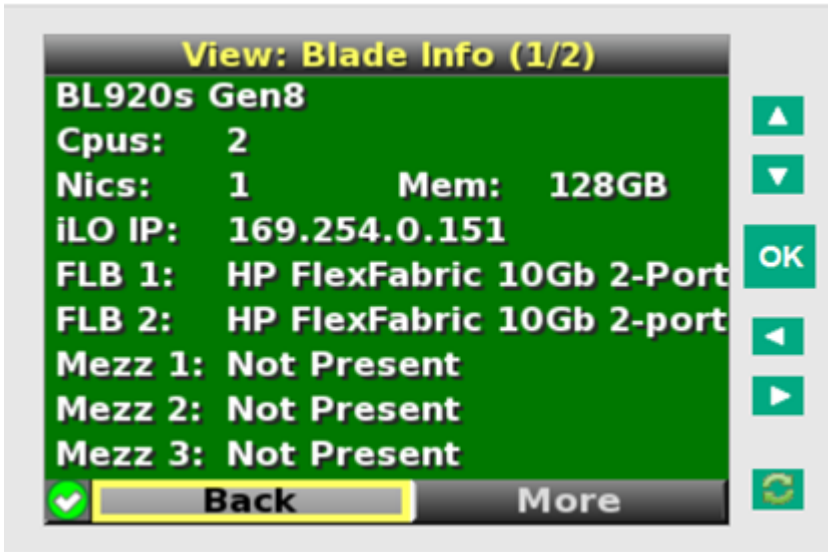 View: Blade Info (1/2)
BL920s Gen8
Cpus: 2
Nics: 1 Mem: 128GB
iLO IP: 169.254.0.151
FLB 1: HP FlexFabric 10Gb 2-Port
FLB 2: HP FlexFabric 10Gb 2-port
Mezz 1: Not Present
Mezz 2: Not Present
Mezz 3: Not Present
Back More
OK